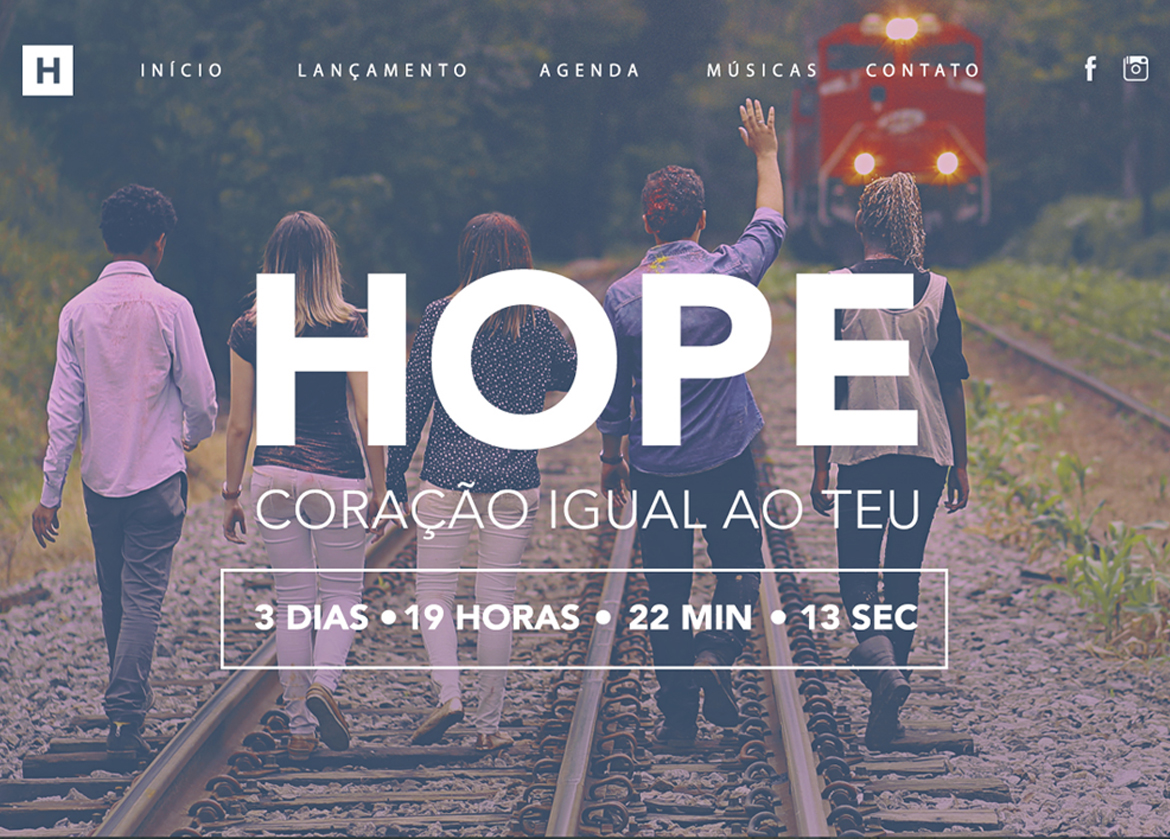 H
INÍCIO LANÇAMENTO AGENDA MÚSICAS CONTATO
HOPE
CORAÇÃO IGUAL AO TEU
3 DIAS • 19 HORAS • 22 MIN • 13 SEC